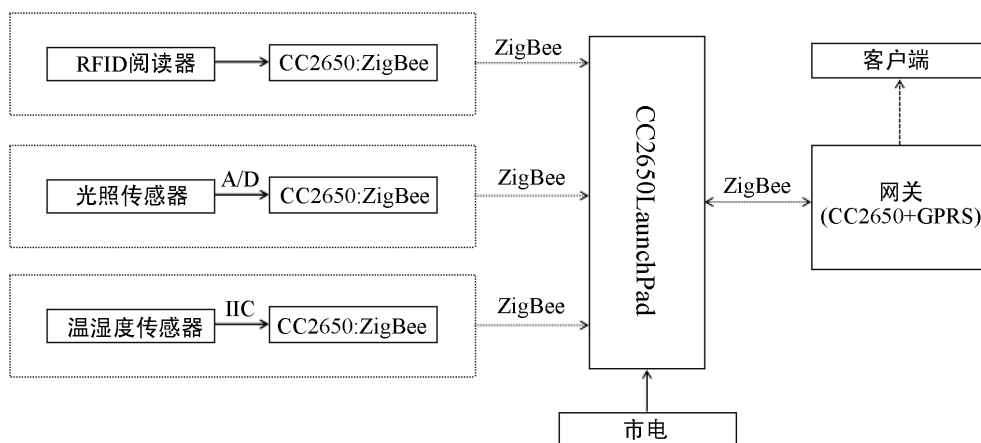 RFID阅读器
CC2650:ZigBee
ZigBee
光照传感器
A/D
CC2650:ZigBee
ZigBee
温湿度传感器
IIC
CC2650:ZigBee
ZigBee
CC2650LaunchPad
市电
ZigBee
客户端
网关
(CC2650+GPRS)